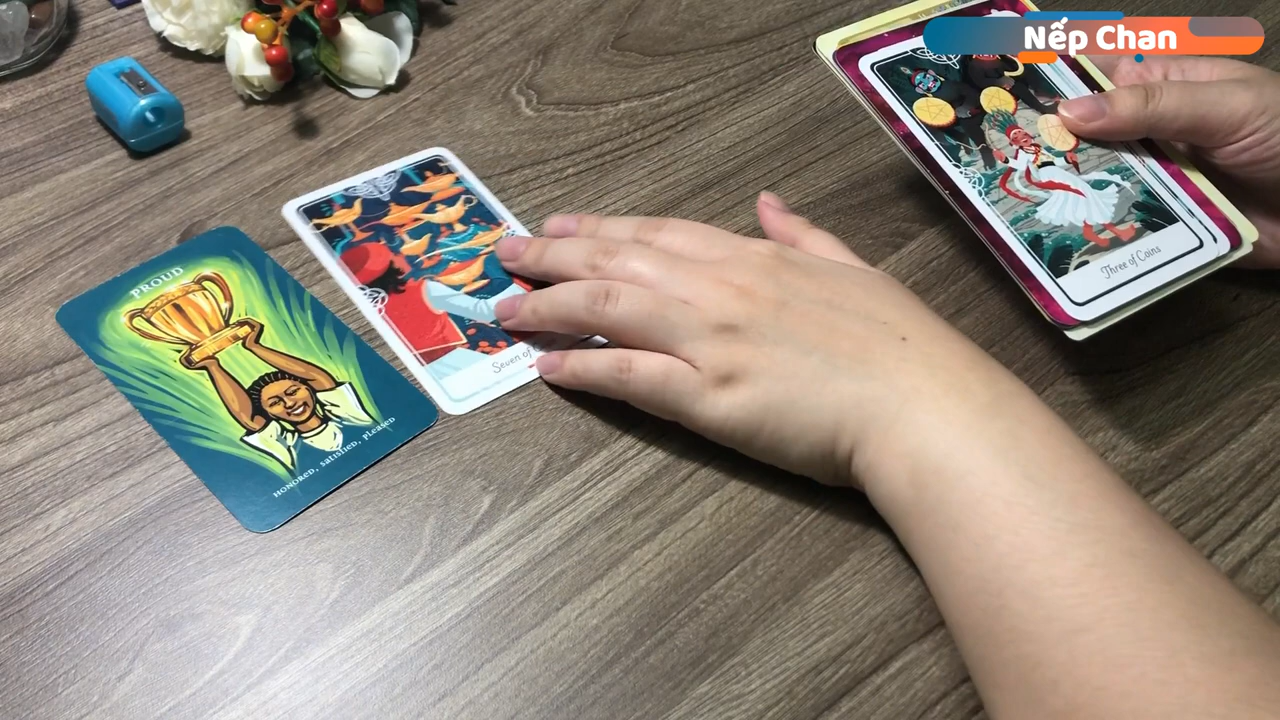 Nếp Chan
PROUD
HONORED, satisfied, pleased
Seven of
Three of Coins